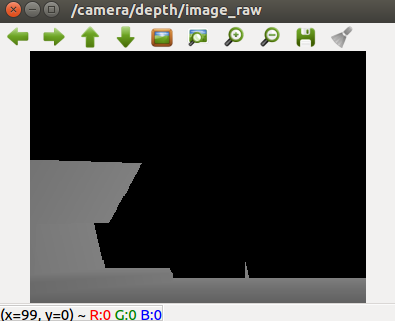 /camera/depth/image_raw
(x=99, y=0) ~ R:0 G:0 B:0